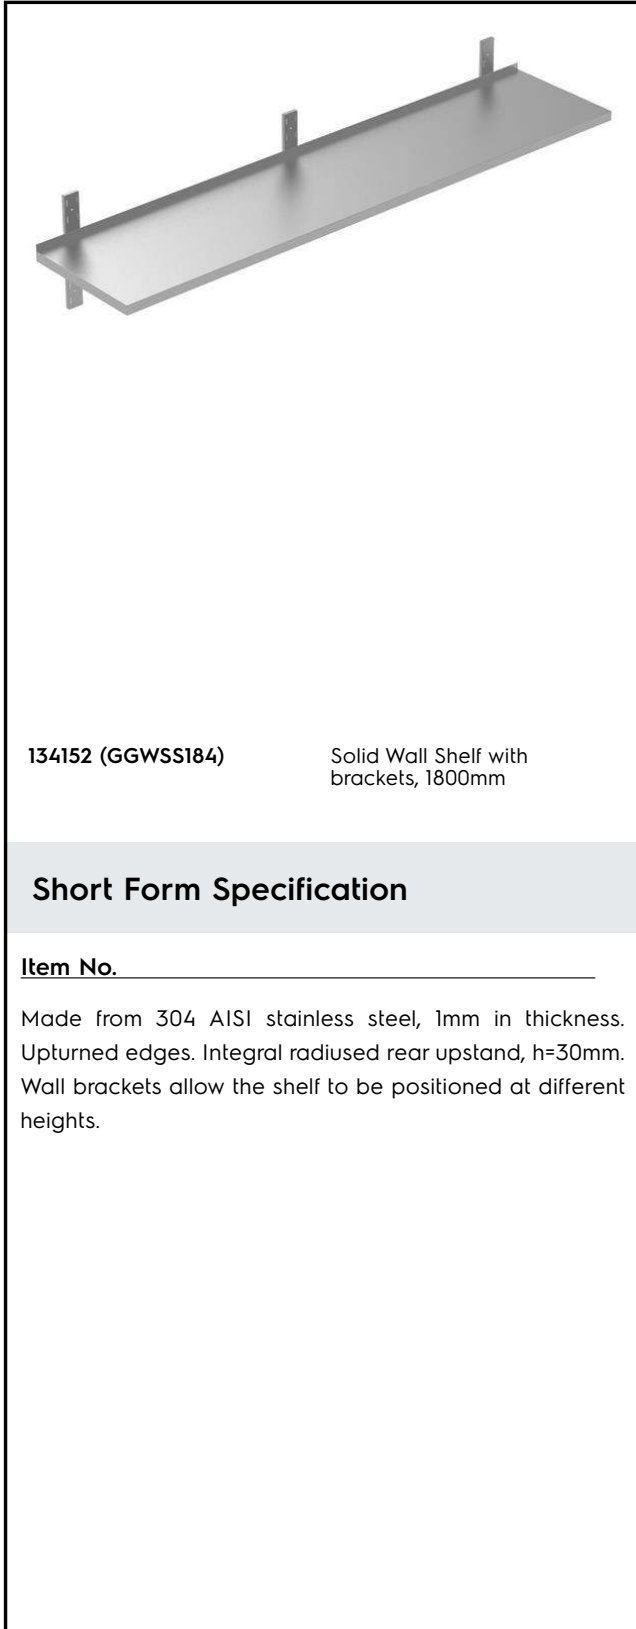 134152 (GGWSS184)
Solid Wall Shelf with
brackets, 1800mm
Short Form Specification
Item No.
Made from 304 AISI stainless steel, 1mm in thickness.
Upturned edges. Integral radiused rear upstand, h=30mm.
Wall brackets allow the shelf to be positioned at different
heights.